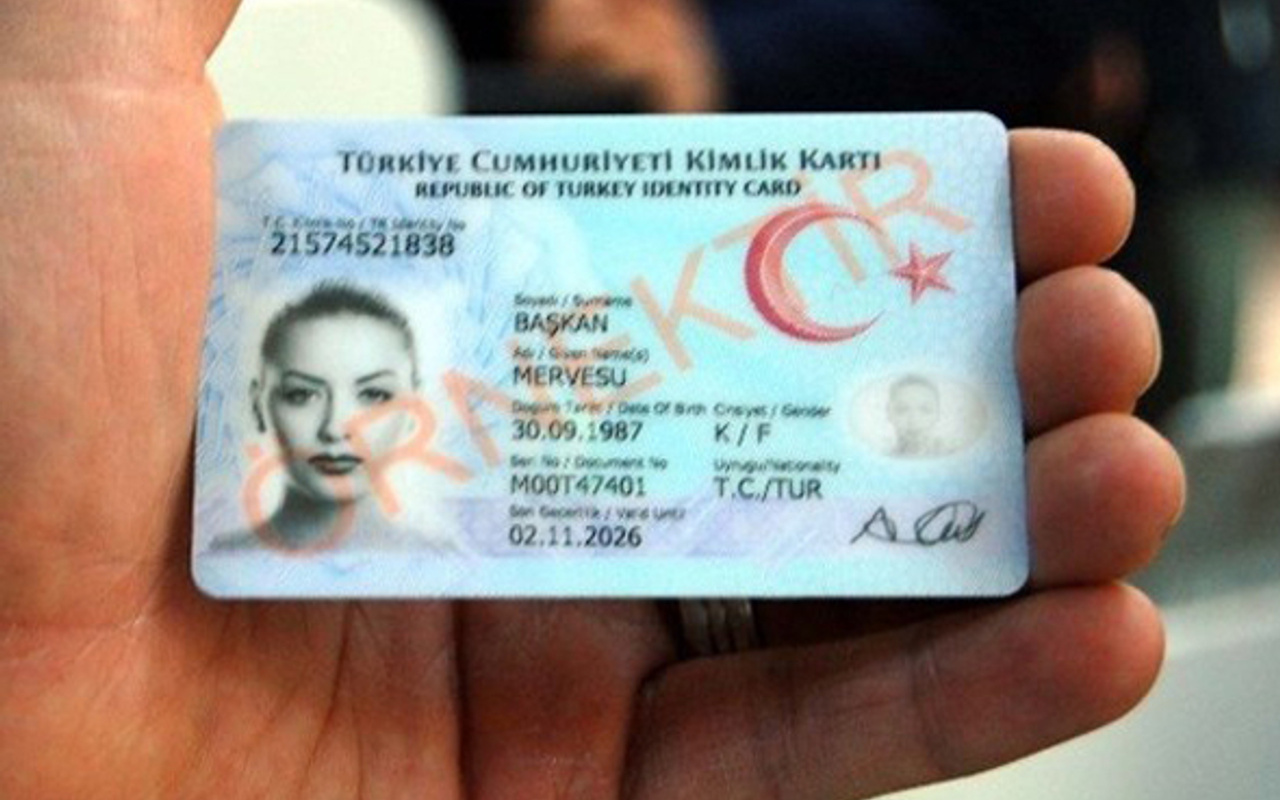 TÜRKİYE CUMHURİYETİ KİMLİK KARTI
REPUBLIC OF TURKEY IDENTITY CARD
T.C. Kimlik No / TR Identity No
21574521838
Soyadı / Surname
BAŞKAN
Adı / Given Name(s)
MERVESU
Doğum Tarihi / Date Of Birth Cinsiyet / Gender
30.09.1987 K / F
Seri No / Document No Uyruğu/Nationality
M00T47401 T.C./TUR
Son Geçerlilik / Valid Until
02.11.2026
ÖRNEKTİR